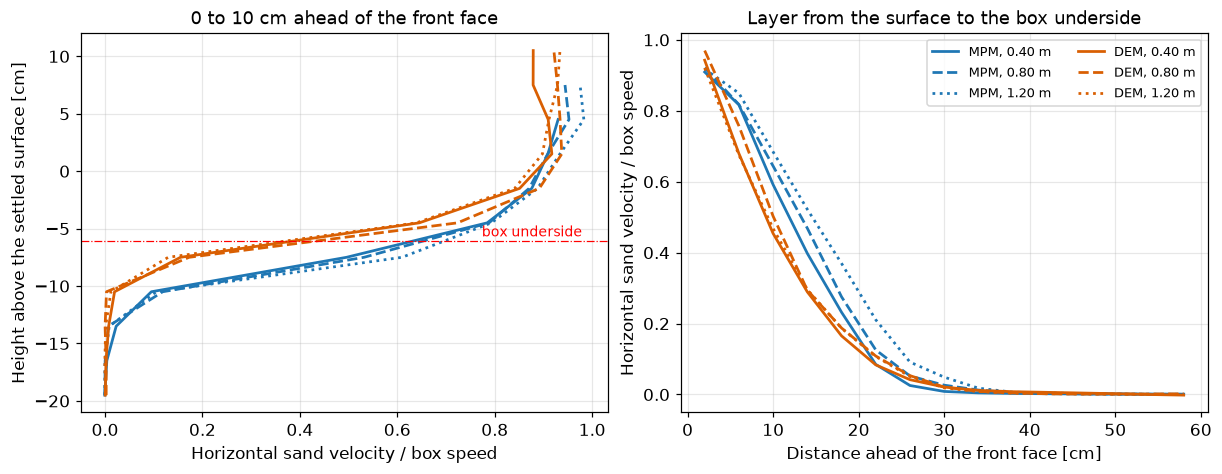 0 to 10 cm ahead of the front face
Height above the settled surface [cm]
10
5
0
−5
−10
−15
−20
box underside
0.0 0.2 0.4 0.6 0.8 1.0
Horizontal sand velocity / box speed
Layer from the surface to the box underside
Horizontal sand velocity / box speed
1.0
0.8
0.6
0.4
0.2
0.0
MPM, 0.40 m
MPM, 0.80 m
MPM, 1.20 m
DEM, 0.40 m
DEM, 0.80 m
DEM, 1.20 m
0 10 20 30 40 50 60
Distance ahead of the front face [cm]